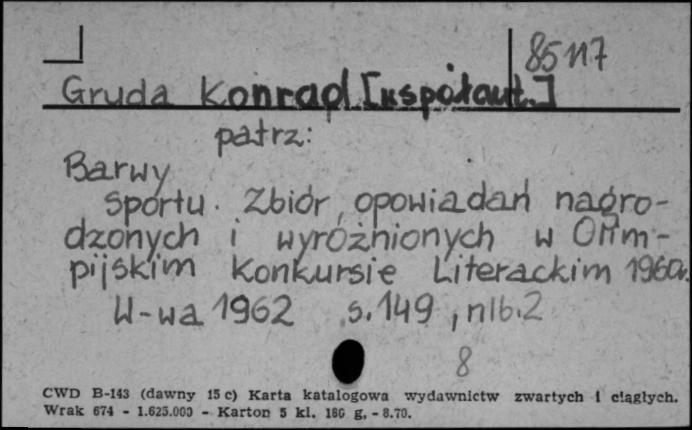 85117
Gruda Konrad [współaut.]
patrz:
Barwy
sportu. Zbiór opowiadań nagro-
dzonych i wyróżnionych w Olim-
pijskim Konkursie Literackim 1960r.
W-wa 1962 s.149, nlb.2
8
CWD B-143 (dawny 15 c) Karta katalogowa wydawnictw zwartych i ciągłych.
Wrak 674 - 1.625.000 - Karton 5 kl. 180 g. - 8.70.